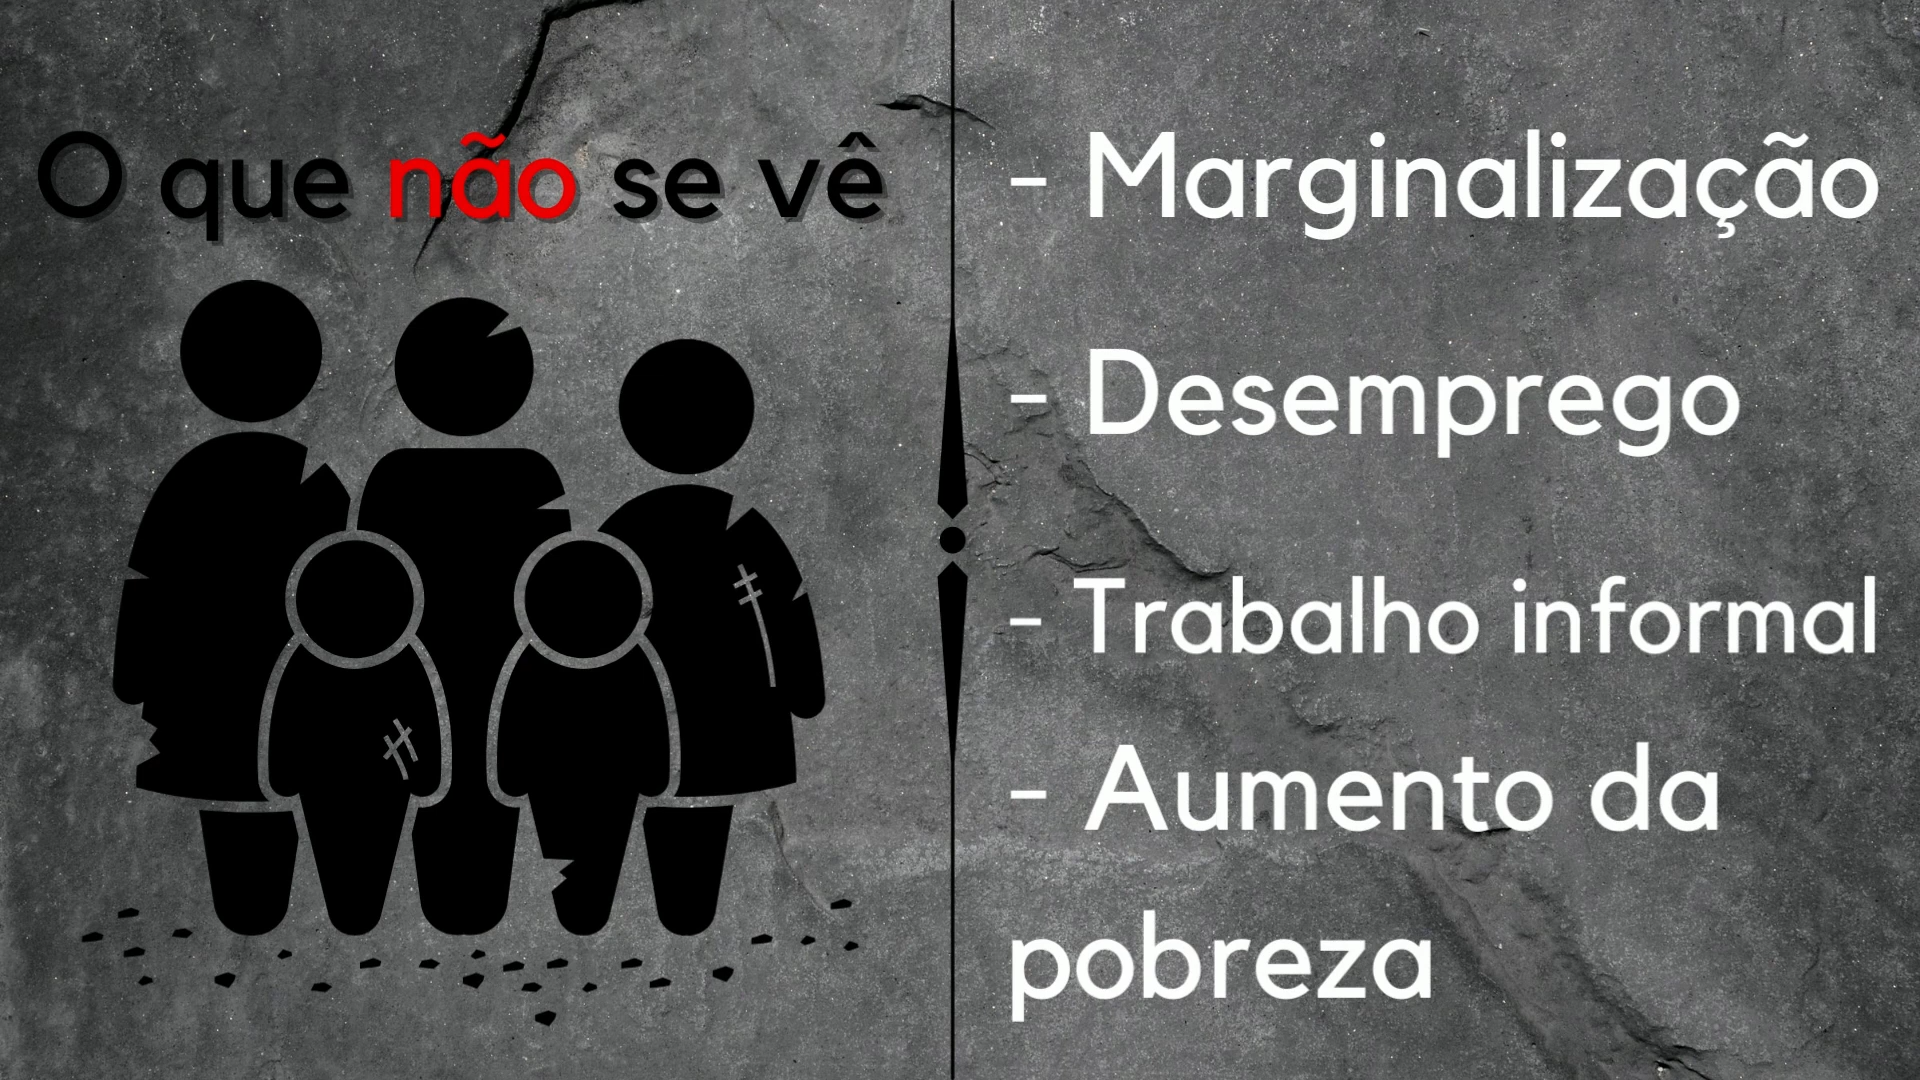 O que não se vê
- Marginalização
- Desemprego
- Trabalho informal
- Aumento da
pobreza